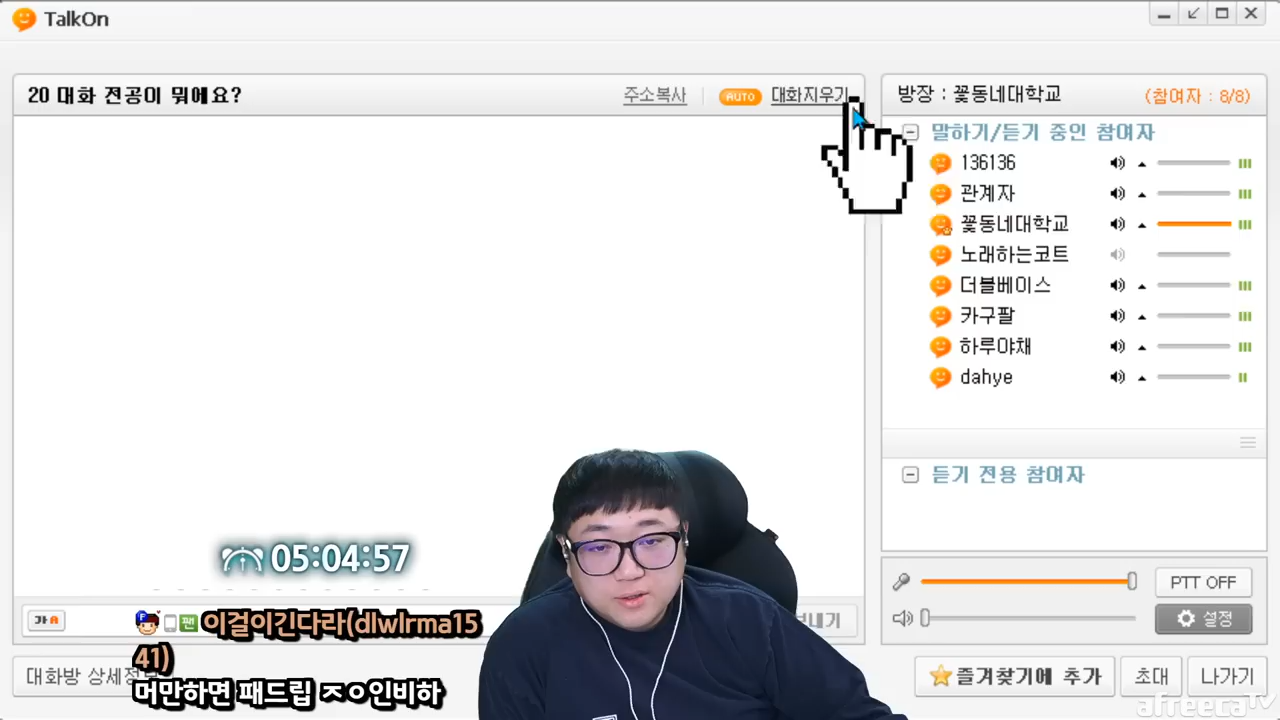 TalkOn
20 대화 전공이 뭐에요?
주소복사
AUTO
대화지우기
방장 : 꽃동네대학교
(참여자 : 8/8)
말하기/듣기 중인 참여자
136136
관계자
꽃동네대학교
노래하는코트
더블베이스
카구팔
하루야채
dahye
듣기 전용 참여자
05:04:57
PTT OFF
가A
F
팬
이걸이긴다라(dlwlrma15
41)
보내기
설정
대화방 상세정
머만하면 패드립 ㅈㅇ인비하
즐겨찾기에 추가
초대
나가기
afreecaTV